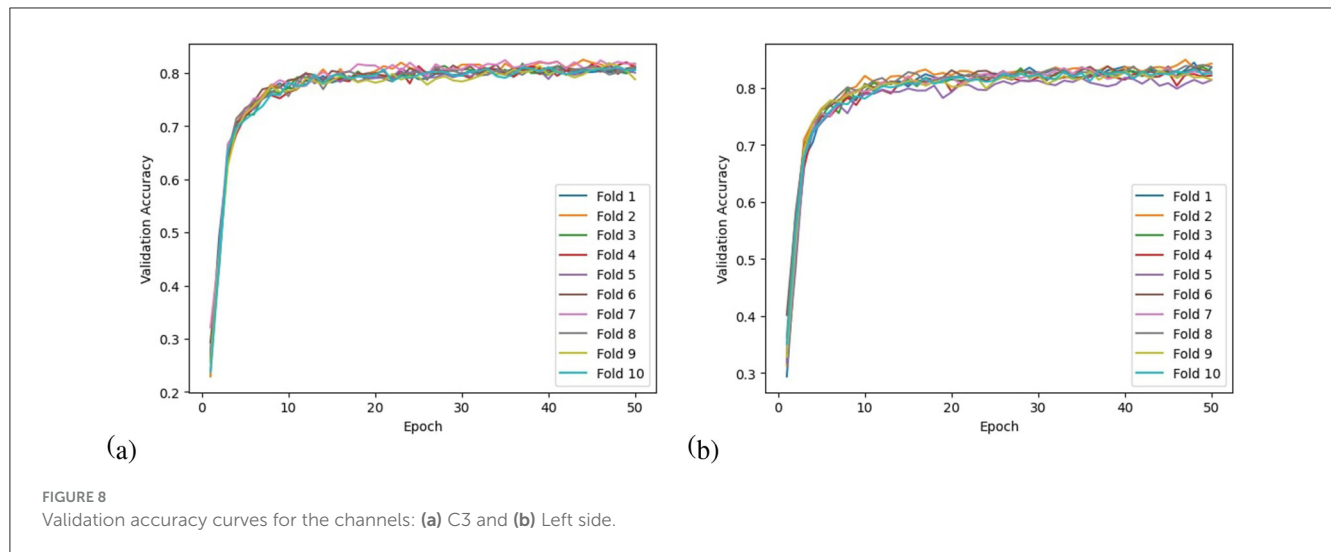 0.8
0.7
0.6
0.5
0.4
0.3
0.2
Validation Accuracy
0 10 20 30 40 50
Epoch
Fold 1
Fold 2
Fold 3
Fold 4
Fold 5
Fold 6
Fold 7
Fold 8
Fold 9
Fold 10
(a)
0.8
0.7
0.6
0.5
0.4
0.3
Validation Accuracy
0 10 20 30 40 50
Epoch
Fold 1
Fold 2
Fold 3
Fold 4
Fold 5
Fold 6
Fold 7
Fold 8
Fold 9
Fold 10
(b)
FIGURE 8
Validation accuracy curves for the channels: (a) C3 and (b) Left side.